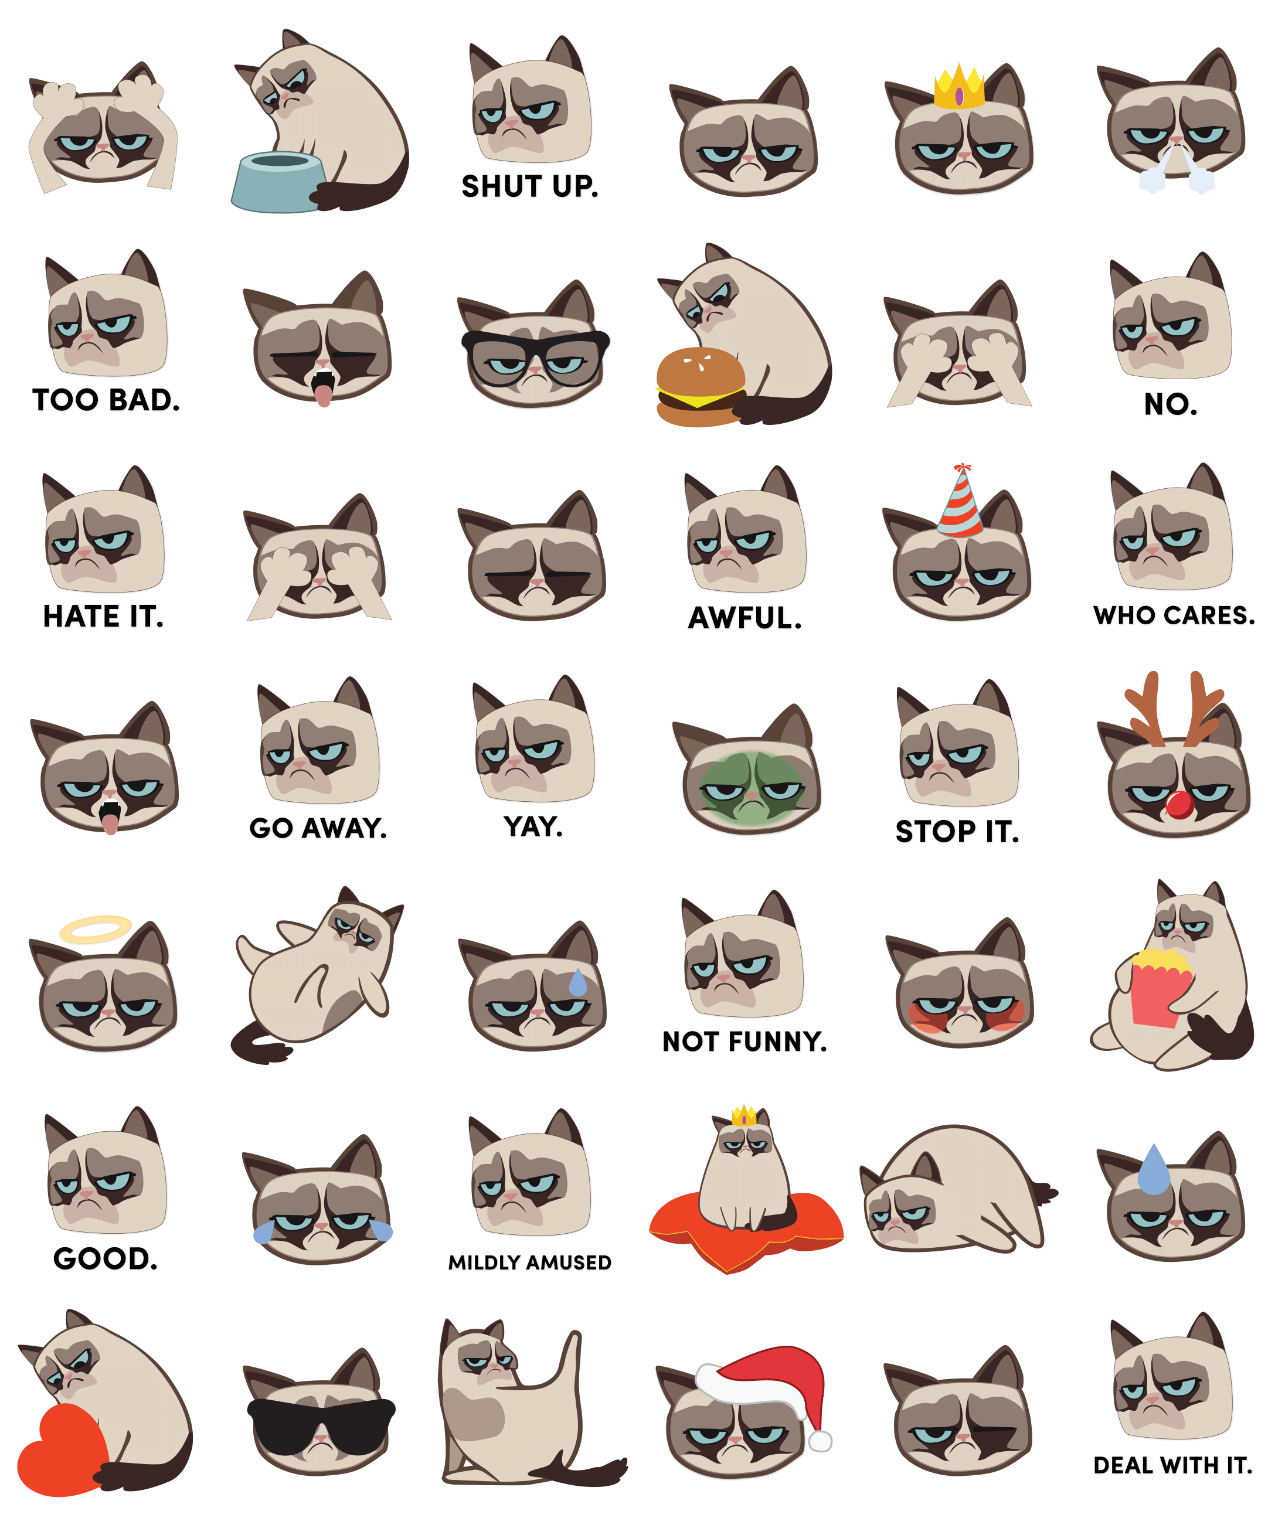 SHUT UP.
TOO BAD.
NO.
HATE IT.
AWFUL.
WHO CARES.
GO AWAY.
YAY.
STOP IT.
NOT FUNNY.
GOOD.
MILDLY AMUSED
DEAL WITH IT.